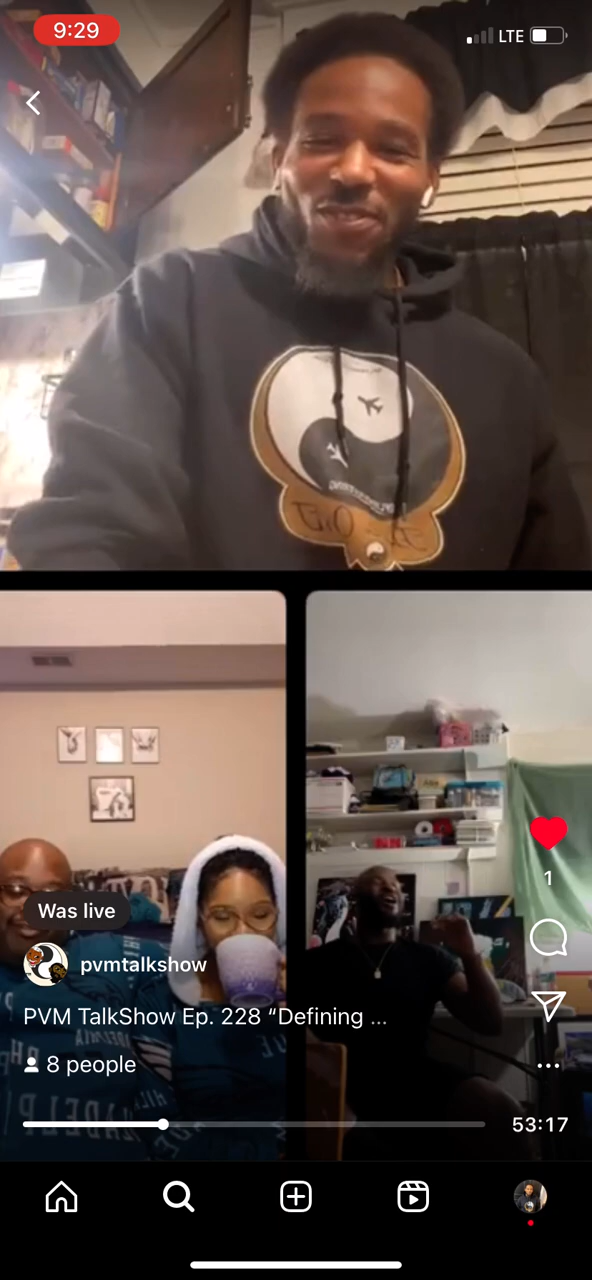 9:29
LTE
Was live
pvmtalkshow
PVM TalkShow Ep. 228 “Defining ...
8 people
53:17
1